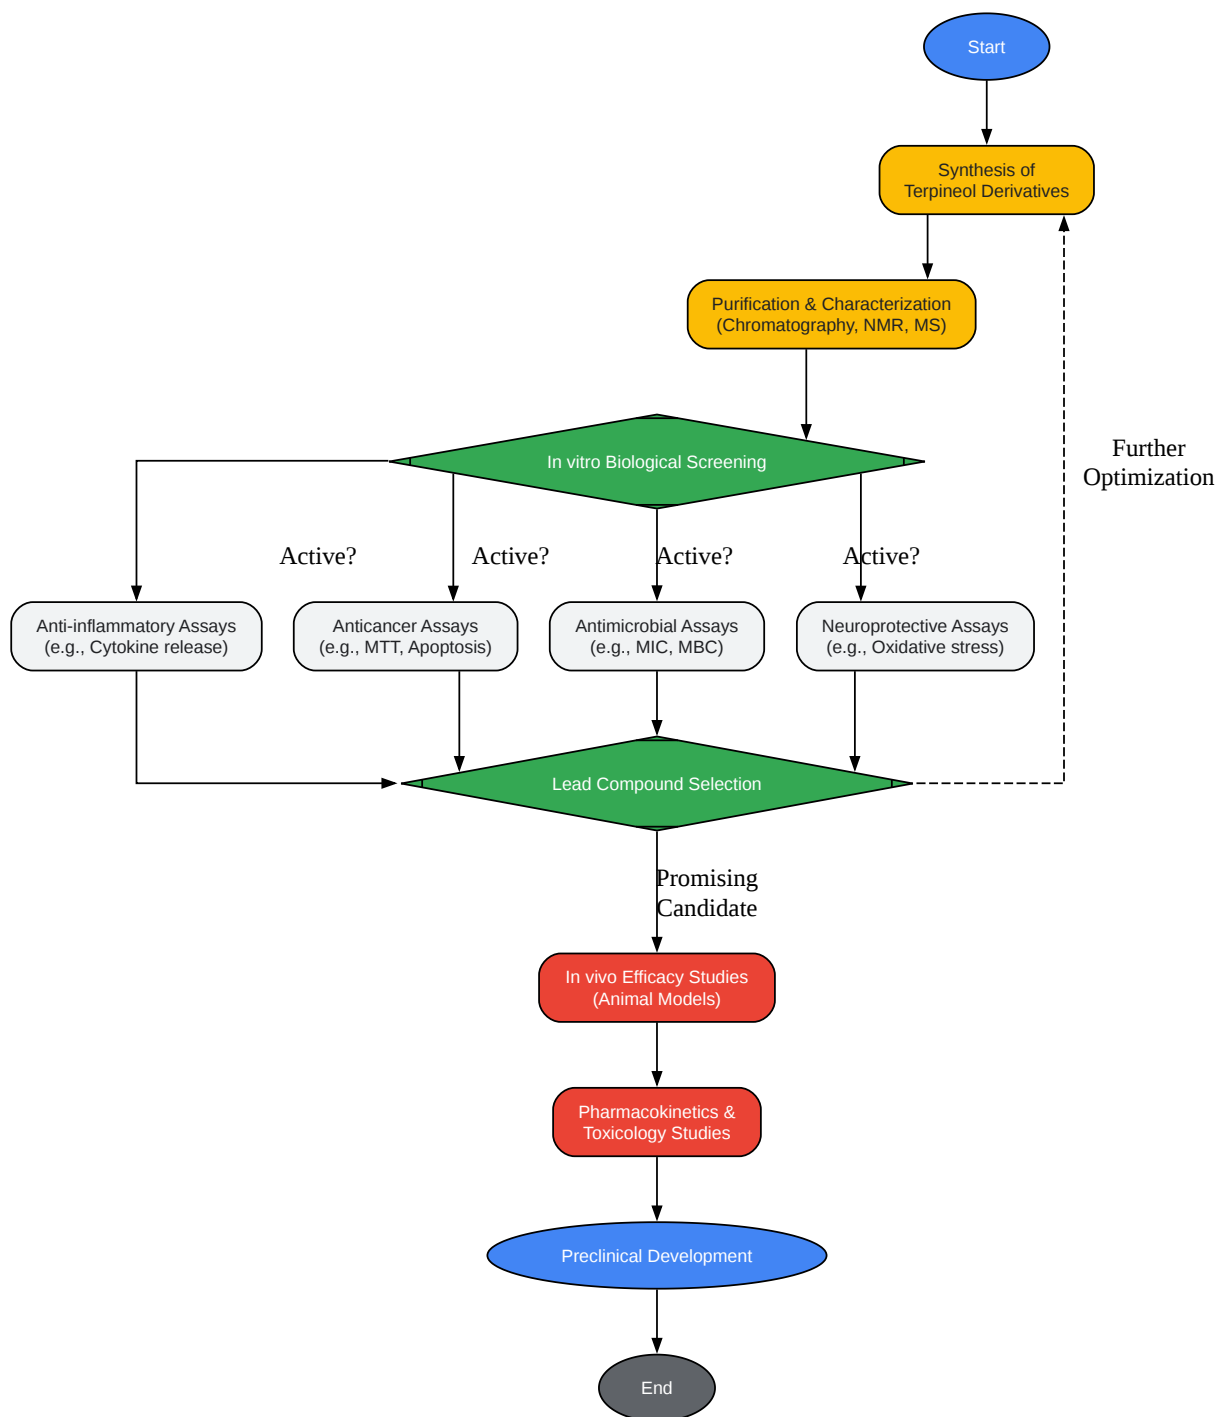 Start
Synthesis of
Terpineol Derivatives
Purification & Characterization
(Chromatography, NMR, MS)
Further
Optimization
In vitro Biological Screening
Active?
Active?
Active?
Active?
Anti-inflammatory Assays
(e.g., Cytokine release)
Anticancer Assays
(e.g., MTT, Apoptosis)
Antimicrobial Assays
(e.g., MIC, MBC)
Neuroprotective Assays
(e.g., Oxidative stress)
Lead Compound Selection
Promising
Candidate
In vivo Efficacy Studies
(Animal Models)
Pharmacokinetics &
Toxicology Studies
Preclinical Development
End